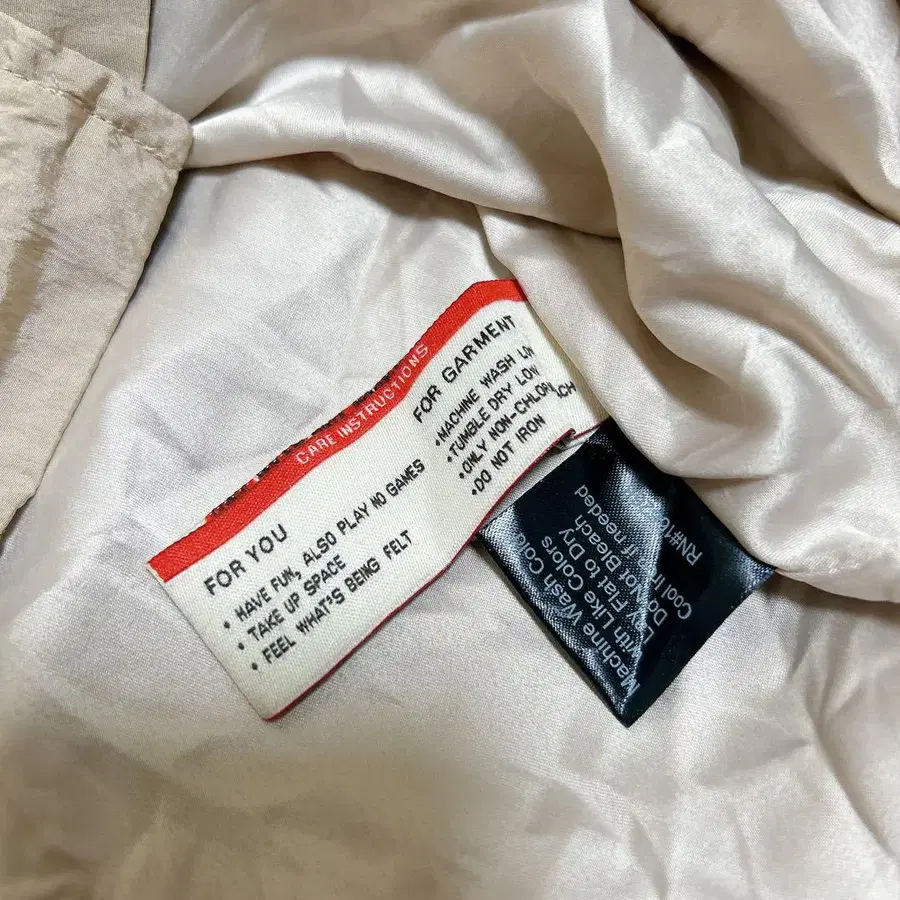 CARE INSTRUCTIONS
FOR YOU
• HAVE FUN, ALSO PLAY NO GAMES
• TAKE UP SPACE
• FEEL WHAT'S BEING FELT
FOR GARMENT
• MACHINE WASH
• TUMBLE DRY LOW
• ONLY NON-CHLOR
• DO NOT IRON
Machine Wash Cold
with Like Colors
Lay Flat to Dry
Do Not Bleach
Cool Iron If needed